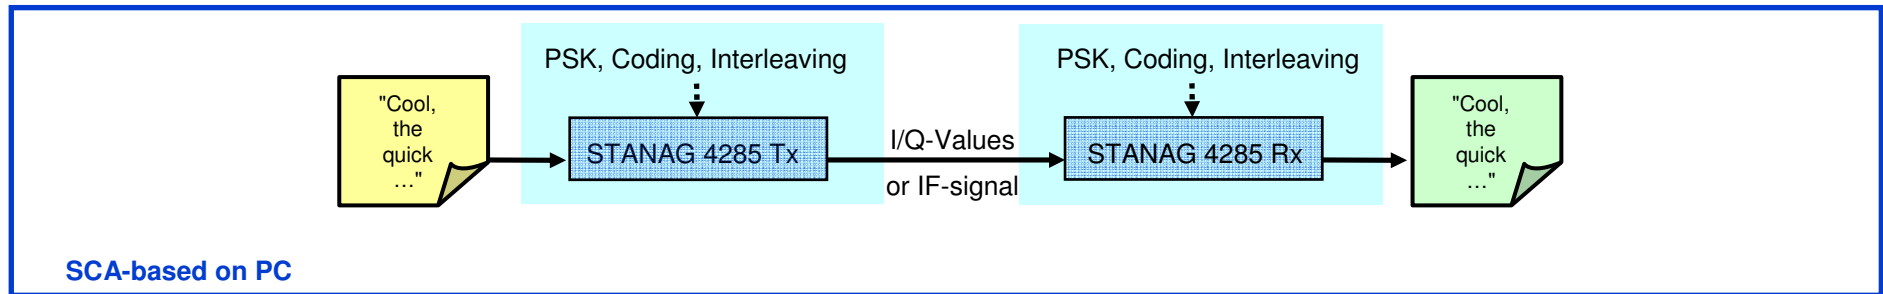 PSK, Coding, Interleaving
PSK, Coding, Interleaving
"Cool,
the
quick
…"
STANAG 4285 Tx
I/Q-Values
or IF-signal
STANAG 4285 Rx
"Cool,
the
quick
…"
SCA-based on PC